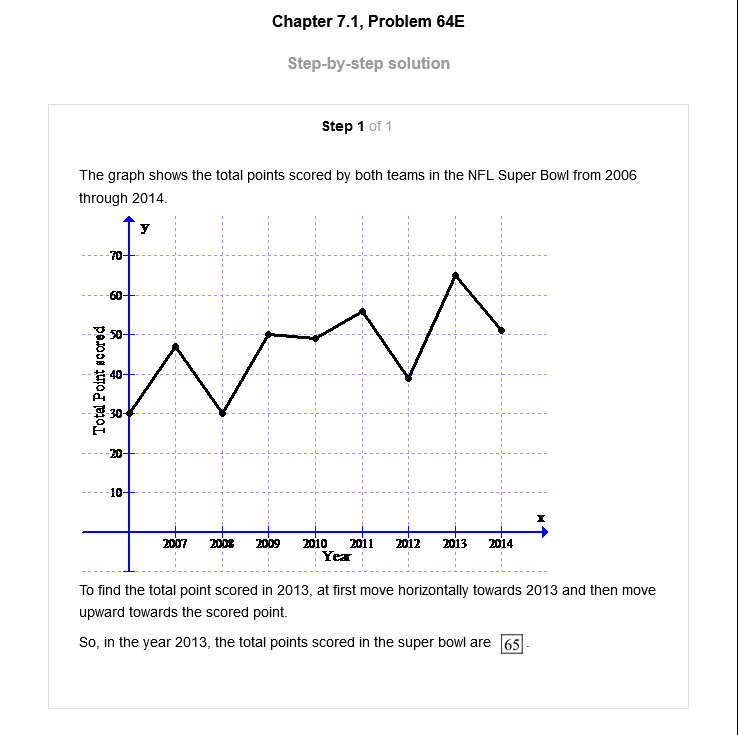 Chapter 7.1, Problem 64E
Step-by-step solution
Step 1 of 1
The graph shows the total points scored by both teams in the NFL Super Bowl from 2006
through 2014.
y
70
60
50
40
30
20
10
Total Point scored
x
2007 2008 2009 2010 2011 2012 2013 2014
Year
To find the total point scored in 2013, at first move horizontally towards 2013 and then move
upward towards the scored point.
So, in the year 2013, the total points scored in the super bowl are 65.